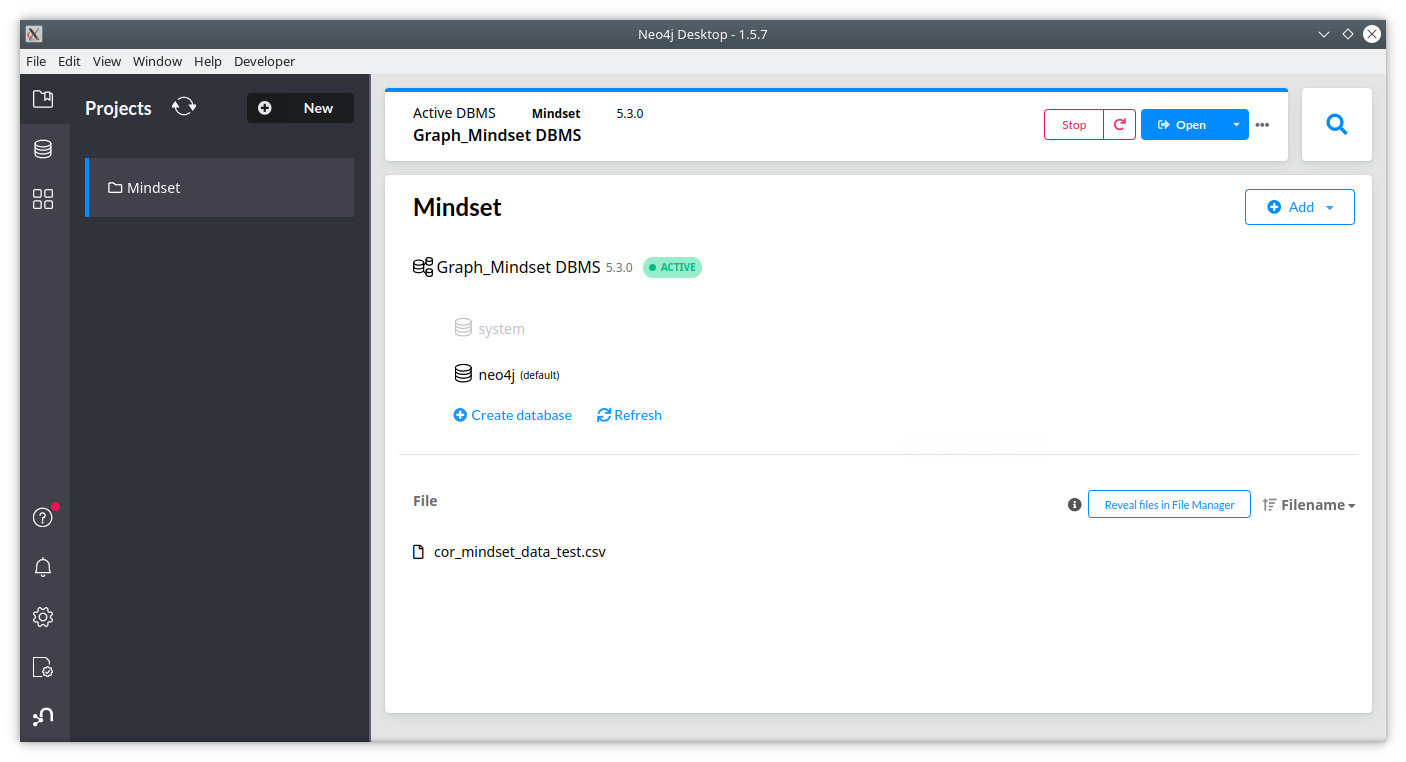 Neo4j Desktop - 1.5.7
File Edit View Window Help Developer
Projects New
Mindset
Active DBMS Mindset 5.3.0
Graph_Mindset DBMS
Stop Open
Mindset
Add
Graph_Mindset DBMS 5.3.0 ACTIVE
system
neo4j (default)
Create database Refresh
File Reveal files in File Manager Filename
cor_mindset_data_test.csv